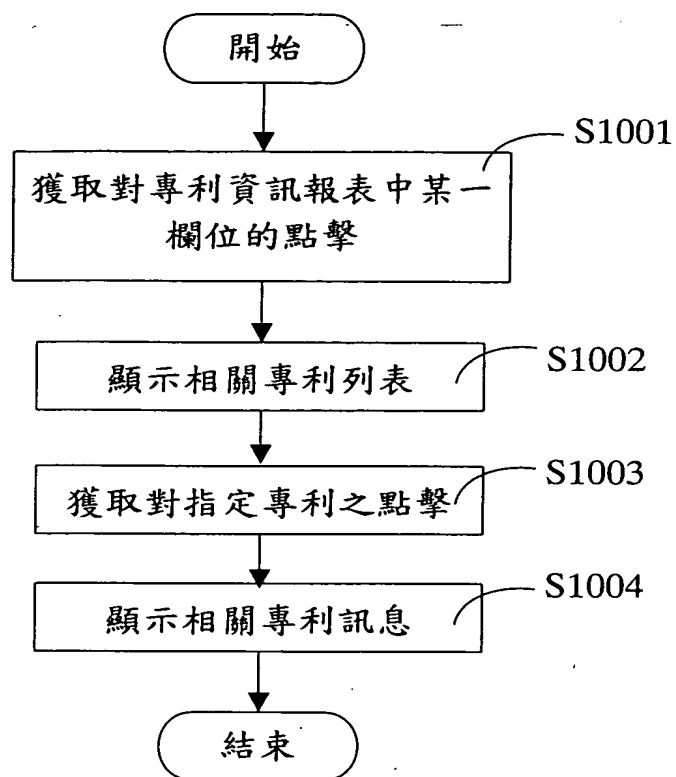 開始
S1001
獲取對專利資訊報表中某一
欄位的點擊
S1002
顯示相關專利列表
S1003
獲取對指定專利之點擊
S1004
顯示相關專利訊息
結束